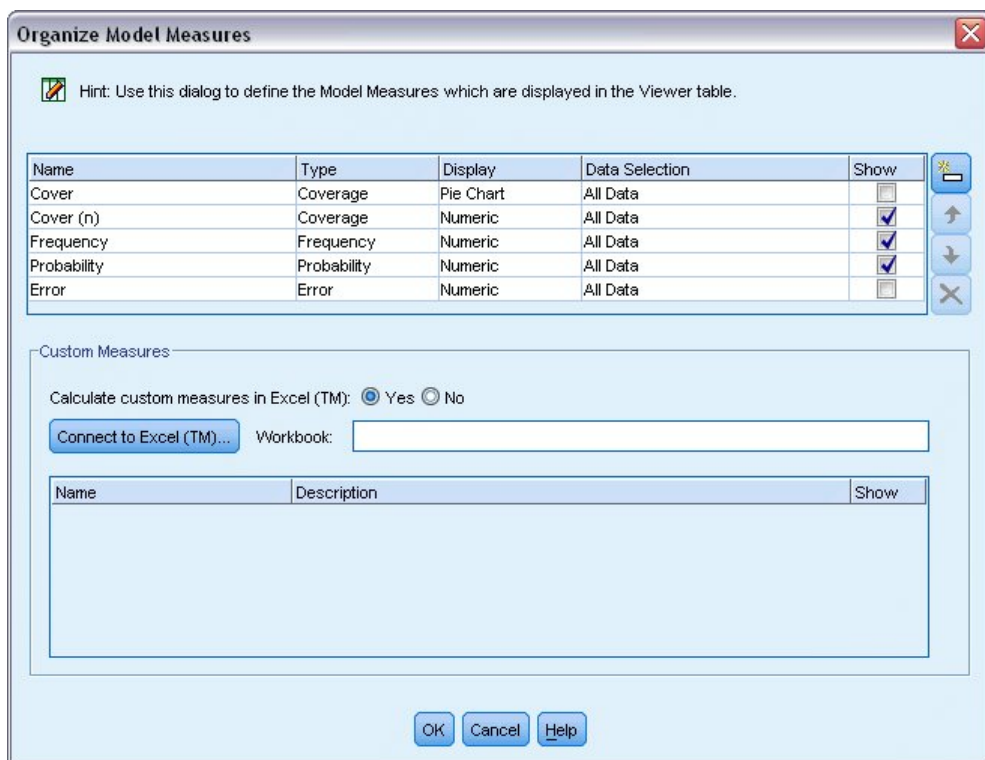 Organize Model Measures
Hint: Use this dialog to define the Model Measures which are displayed in the Viewer table.
Name Type Display Data Selection Show
Cover Coverage Pie Chart All Data
Cover (n) Coverage Numeric All Data
Frequency Frequency Numeric All Data
Probability Probability Numeric All Data
Error Error Numeric All Data
Custom Measures
Calculate custom measures in Excel (TM): Yes No
Connect to Excel (TM)... Workbook:
Name Description Show
OK Cancel Help